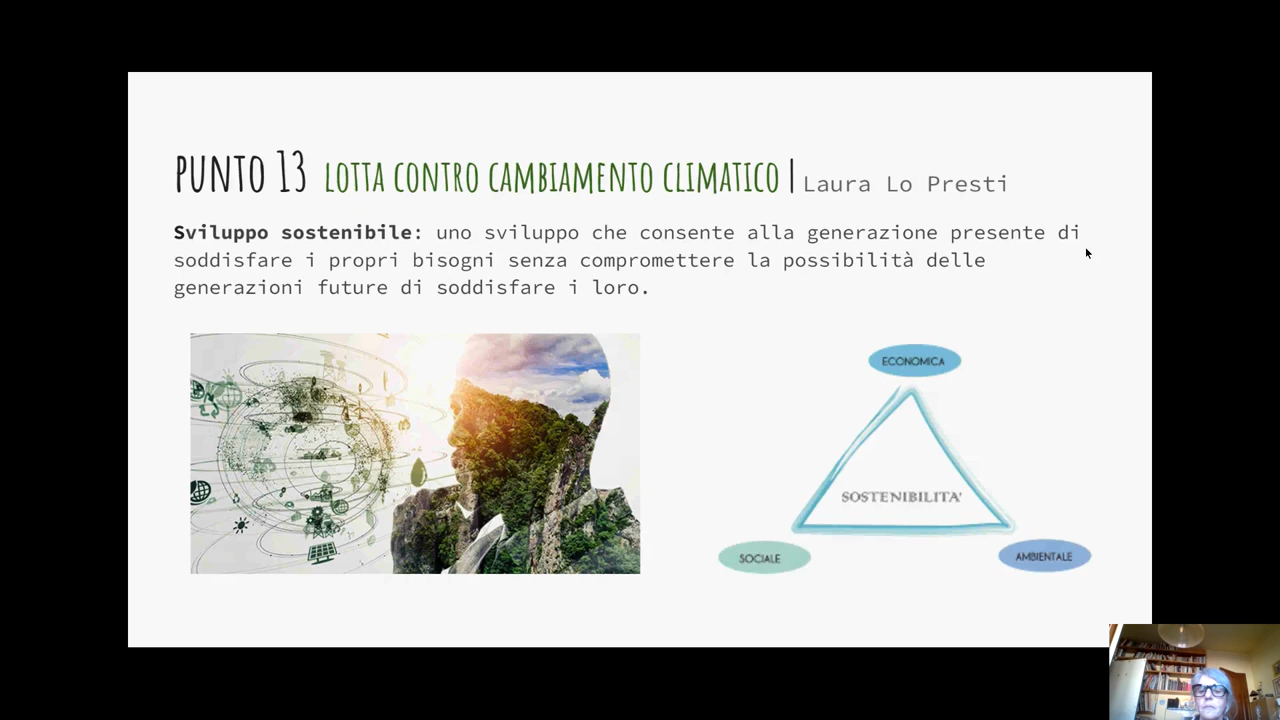 PUNTO 13 LOTTA CONTRO CAMBIAMENTO CLIMATICO | Laura Lo Presti
Sviluppo sostenibile: uno sviluppo che consente alla generazione presente di
soddisfare i propri bisogni senza compromettere la possibilità delle
generazioni future di soddisfare i loro.
ECONOMICA
SOSTENIBILITA'
SOCIALE
AMBIENTALE